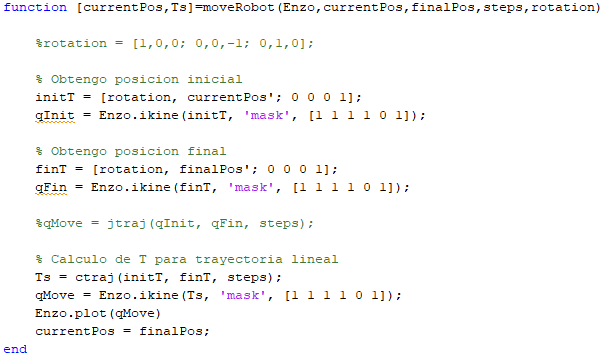 function [currentPos,Ts]=moveRobot(Enzo,currentPos,finalPos,steps,rotation)
%rotation = [1,0,0; 0,0,-1; 0,1,0];
% Obtengo posicion inicial
initT = [rotation, currentPos'; 0 0 0 1];
qInit = Enzo.ikine(initT, 'mask', [1 1 1 1 0 1]);
% Obtengo posicion final
finT = [rotation, finalPos'; 0 0 0 1];
qFin = Enzo.ikine(finT, 'mask', [1 1 1 1 0 1]);
%qMove = jtraj(qInit, qFin, steps);
% Calculo de T para trayectoria lineal
Ts = ctraj(initT, finT, steps);
qMove = Enzo.ikine(Ts, 'mask', [1 1 1 1 0 1]);
Enzo.plot(qMove)
currentPos = finalPos;
end